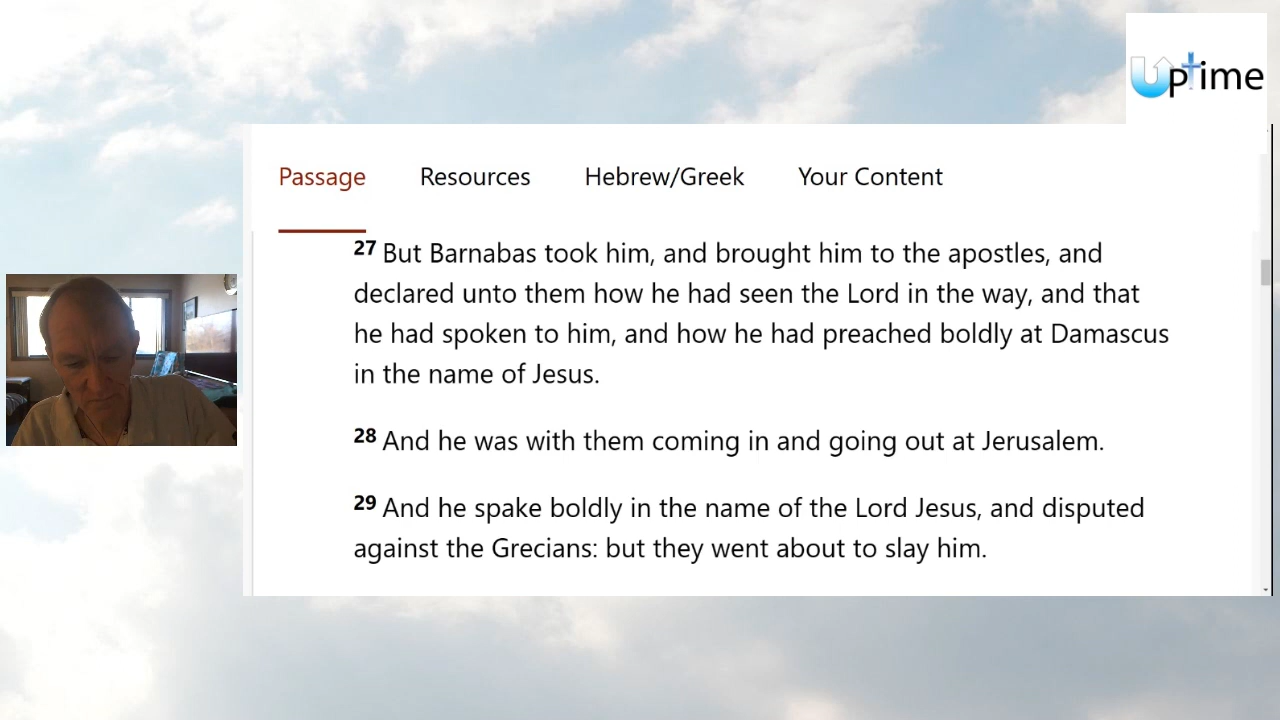 Uptime
Passage Resources Hebrew/Greek Your Content
27 But Barnabas took him, and brought him to the apostles, and
declared unto them how he had seen the Lord in the way, and that
he had spoken to him, and how he had preached boldly at Damascus
in the name of Jesus.
28 And he was with them coming in and going out at Jerusalem.
29 And he spake boldly in the name of the Lord Jesus, and disputed
against the Grecians: but they went about to slay him.